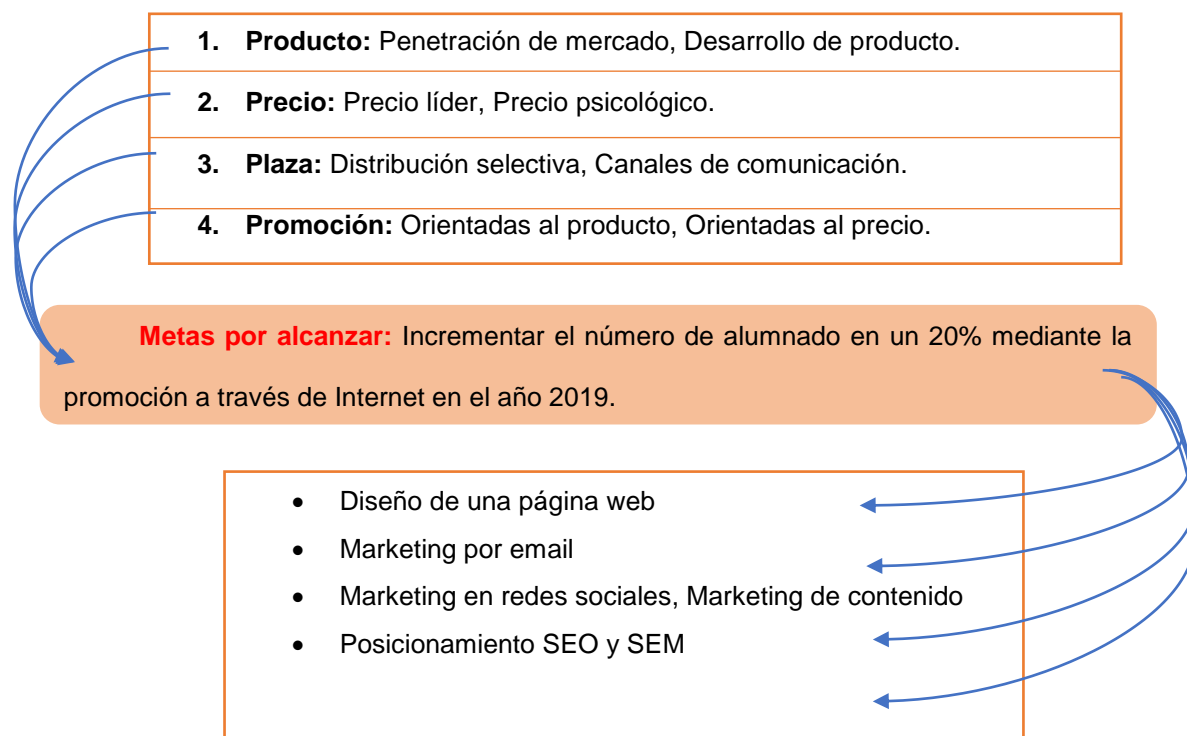 1. Producto: Penetración de mercado, Desarrollo de producto.
2. Precio: Precio líder, Precio psicológico.
3. Plaza: Distribución selectiva, Canales de comunicación.
4. Promoción: Orientadas al producto, Orientadas al precio.
Metas por alcanzar: Incrementar el número de alumnado en un 20% mediante la
promoción a través de Internet en el año 2019.
• Diseño de una página web
• Marketing por email
• Marketing en redes sociales, Marketing de contenido
• Posicionamiento SEO y SEM